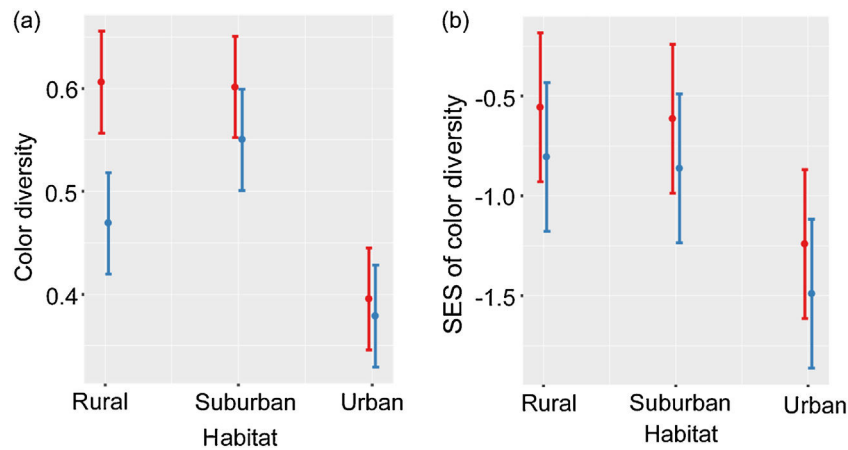 (a)
Color diversity
0.6
0.5
0.4
Rural Suburban Urban
Habitat
(b)
SES of color diversity
-0.5
-1.0
-1.5
Rural Suburban Urban
Habitat